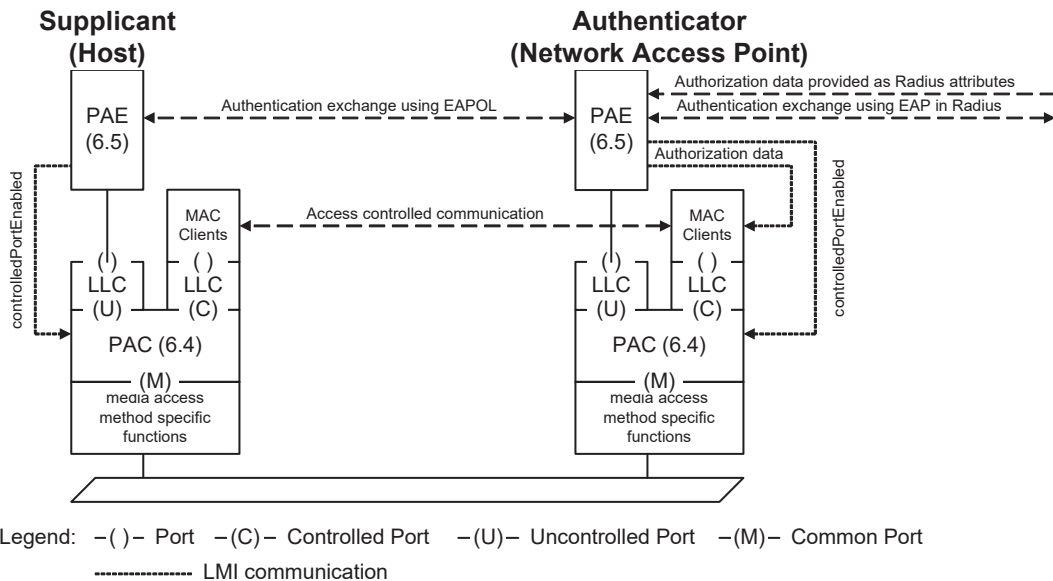 Supplicant
(Host)
Authenticator
(Network Access Point)
PAE
(6.5)
Authentication exchange using EAPOL
PAE
(6.5)
Authorization data provided as Radius attributes
Authentication exchange using EAP in Radius
Authorization data
controlledPortEnabled
controlledPortEnabled
MAC
Clients
Access controlled communication
MAC
Clients
( )
( )
LLC
LLC
(U)
(C)
PAC (6.4)
(M)
media access
method specific
functions
( )
( )
LLC
LLC
(U)
(C)
PAC (6.4)
(M)
media access
method specific
functions
Legend: –( )– Port –(C)– Controlled Port –(U)– Uncontrolled Port –(M)– Common Port
LMI communication